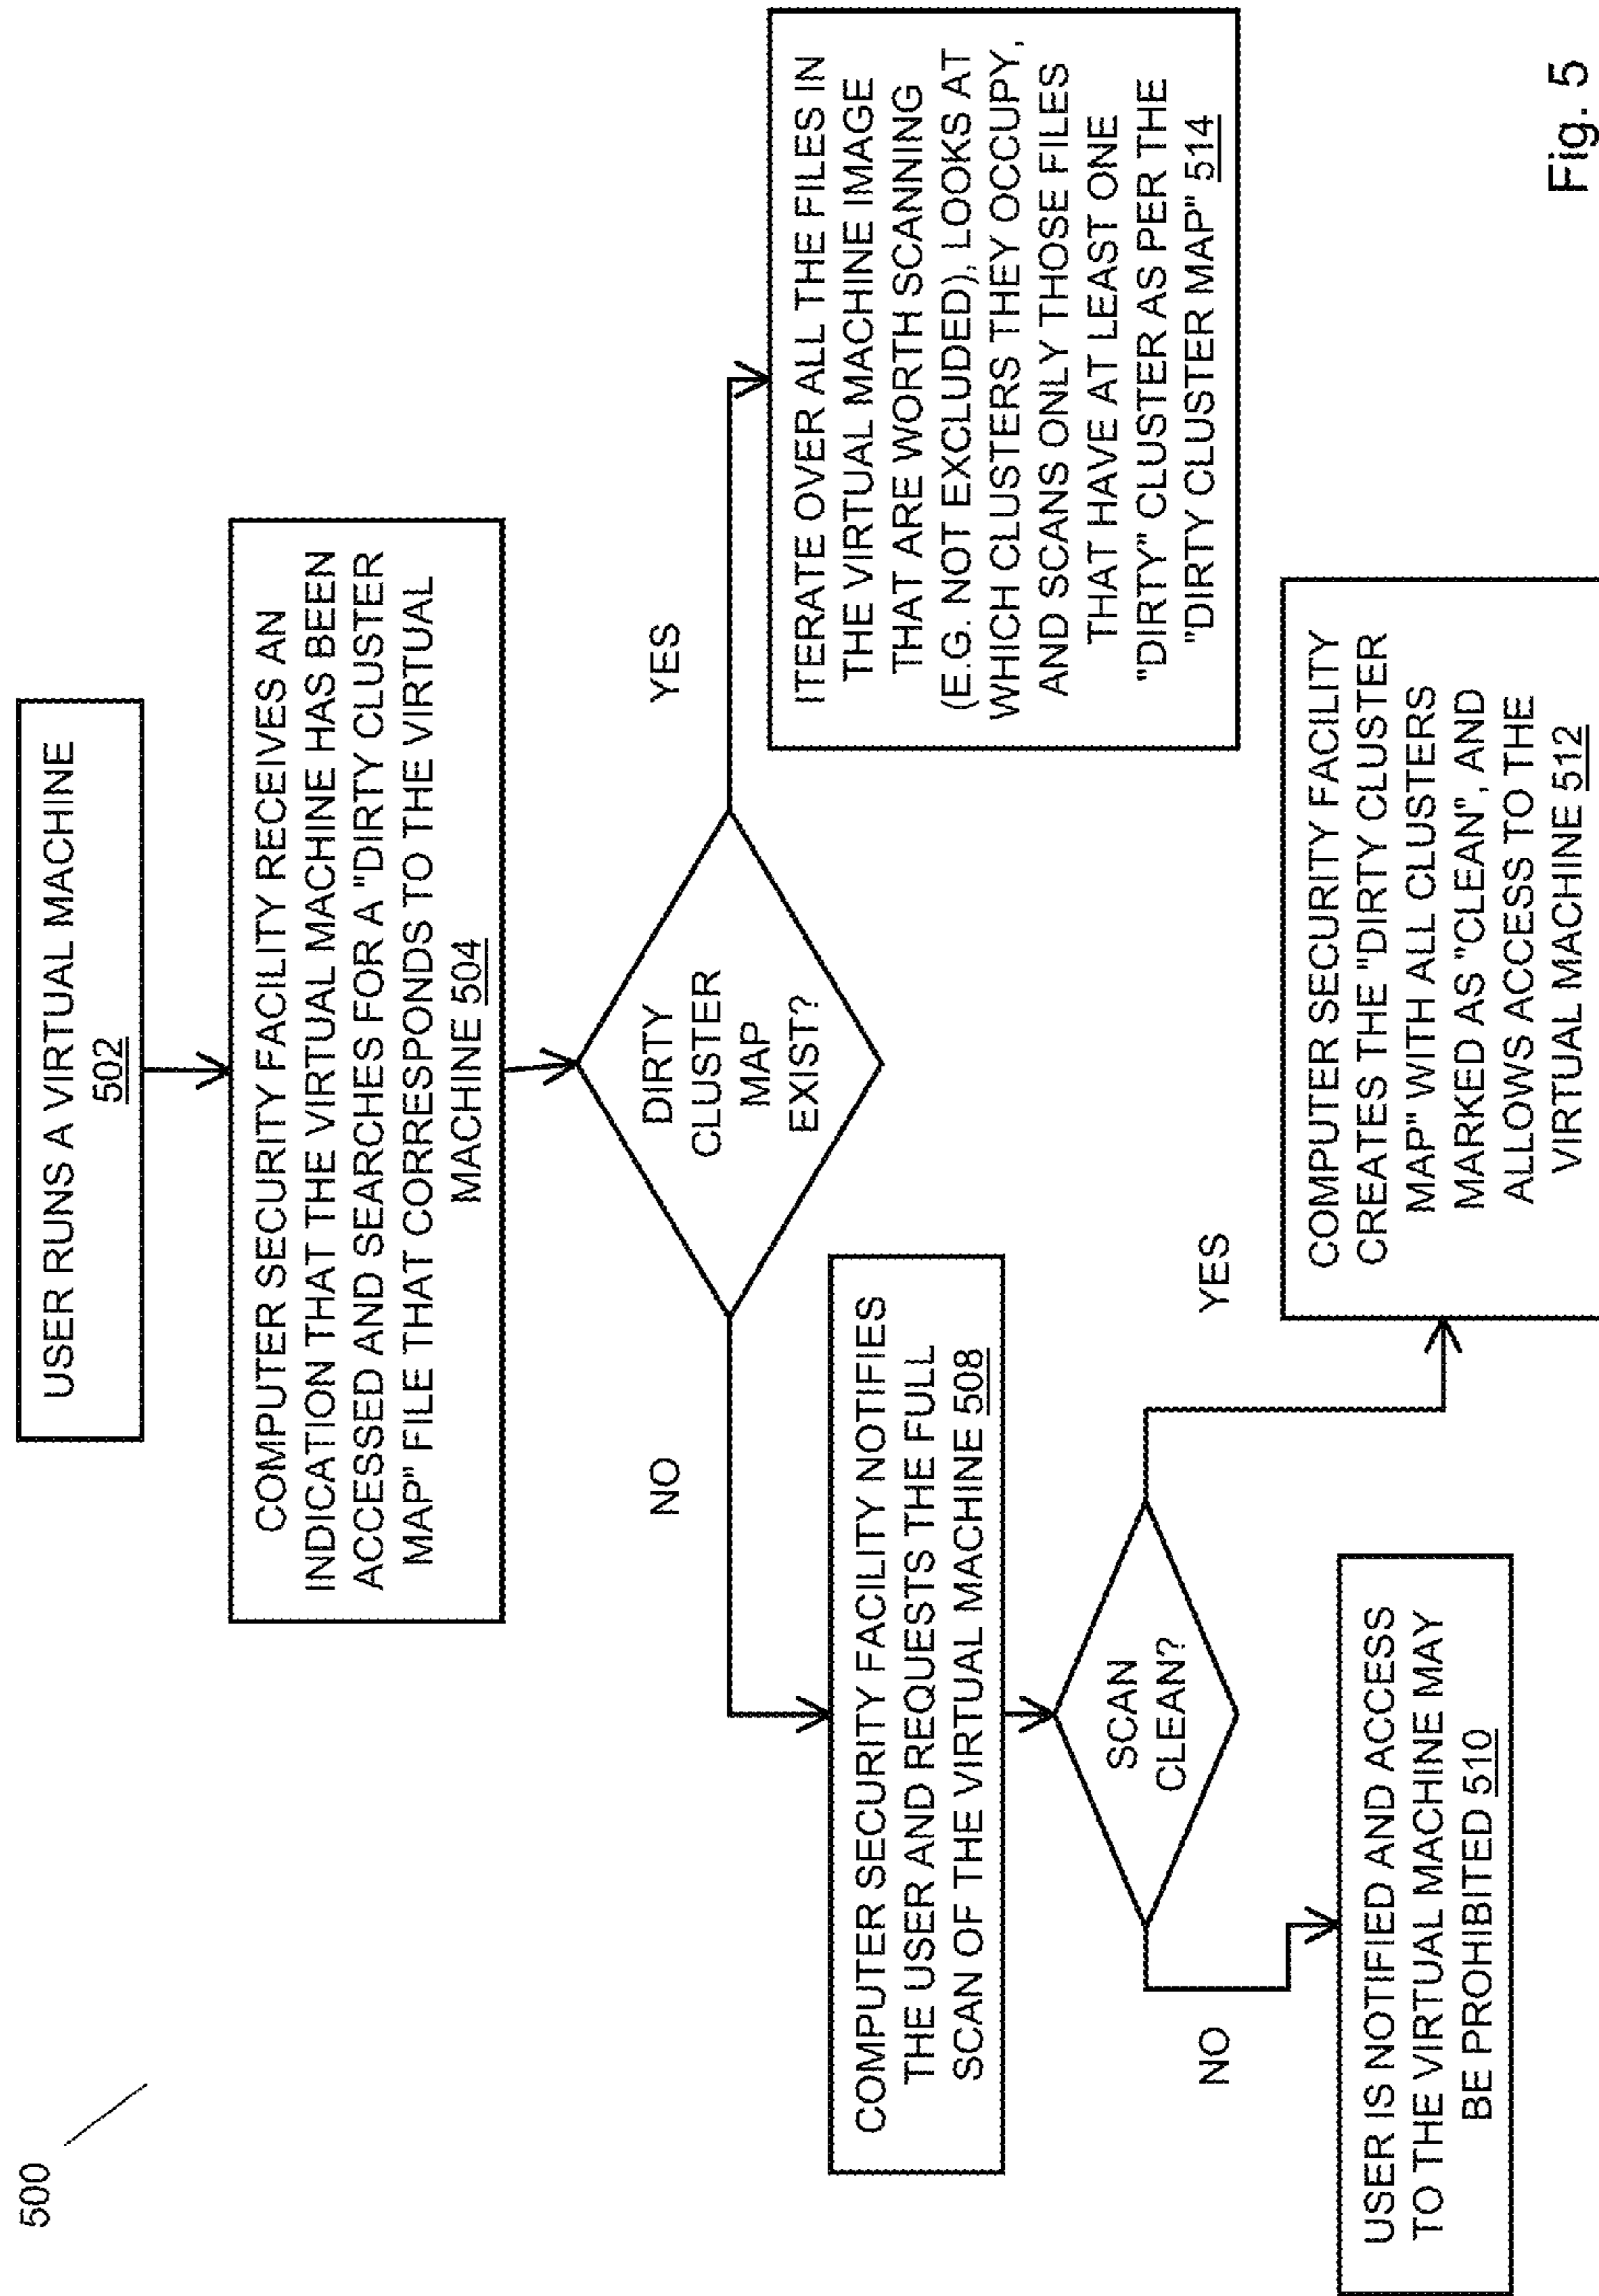 500
USER RUNS A VIRTUAL MACHINE
502
COMPUTER SECURITY FACILITY RECEIVES AN
INDICATION THAT THE VIRTUAL MACHINE HAS BEEN
ACCESSED AND SEARCHES FOR A "DIRTY CLUSTER
MAP" FILE THAT CORRESPONDS TO THE VIRTUAL
MACHINE 504
DIRTY
CLUSTER
MAP
EXIST?
NO
YES
COMPUTER SECURITY FACILITY NOTIFIES
THE USER AND REQUESTS THE FULL
SCAN OF THE VIRTUAL MACHINE 508
ITERATE OVER ALL THE FILES IN
THE VIRTUAL MACHINE IMAGE
THAT ARE WORTH SCANNING
(E.G. NOT EXCLUDED), LOOKS AT
WHICH CLUSTERS THEY OCCUPY,
AND SCANS ONLY THOSE FILES
THAT HAVE AT LEAST ONE
"DIRTY" CLUSTER AS PER THE
"DIRTY CLUSTER MAP" 514
SCAN
CLEAN?
NO
YES
USER IS NOTIFIED AND ACCESS
TO THE VIRTUAL MACHINE MAY
BE PROHIBITED 510
COMPUTER SECURITY FACILITY
CREATES THE "DIRTY CLUSTER
MAP" WITH ALL CLUSTERS
MARKED AS "CLEAN", AND
ALLOWS ACCESS TO THE
VIRTUAL MACHINE 512
Fig. 5